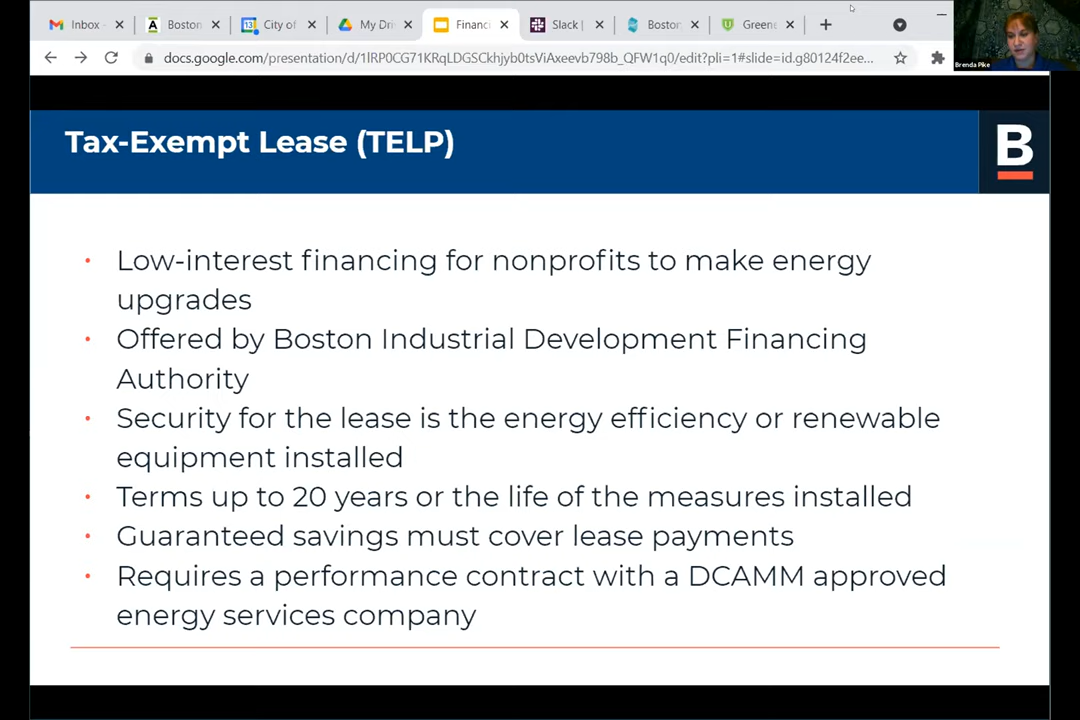 Inbox
Boston
City of
My Dri
Financi
Slack |
Boston
Greene
docs.google.com/presentation/d/1lRP0CG71KRqLDGSCkhjyb0tsViAxeevb798b_QFW1q0/edit?pli=1#slide=id.g80124f2ee...
Brenda Pike
Tax-Exempt Lease (TELP)
B
• Low-interest financing for nonprofits to make energy
upgrades
• Offered by Boston Industrial Development Financing
Authority
• Security for the lease is the energy efficiency or renewable
equipment installed
• Terms up to 20 years or the life of the measures installed
• Guaranteed savings must cover lease payments
• Requires a performance contract with a DCAMM approved
energy services company